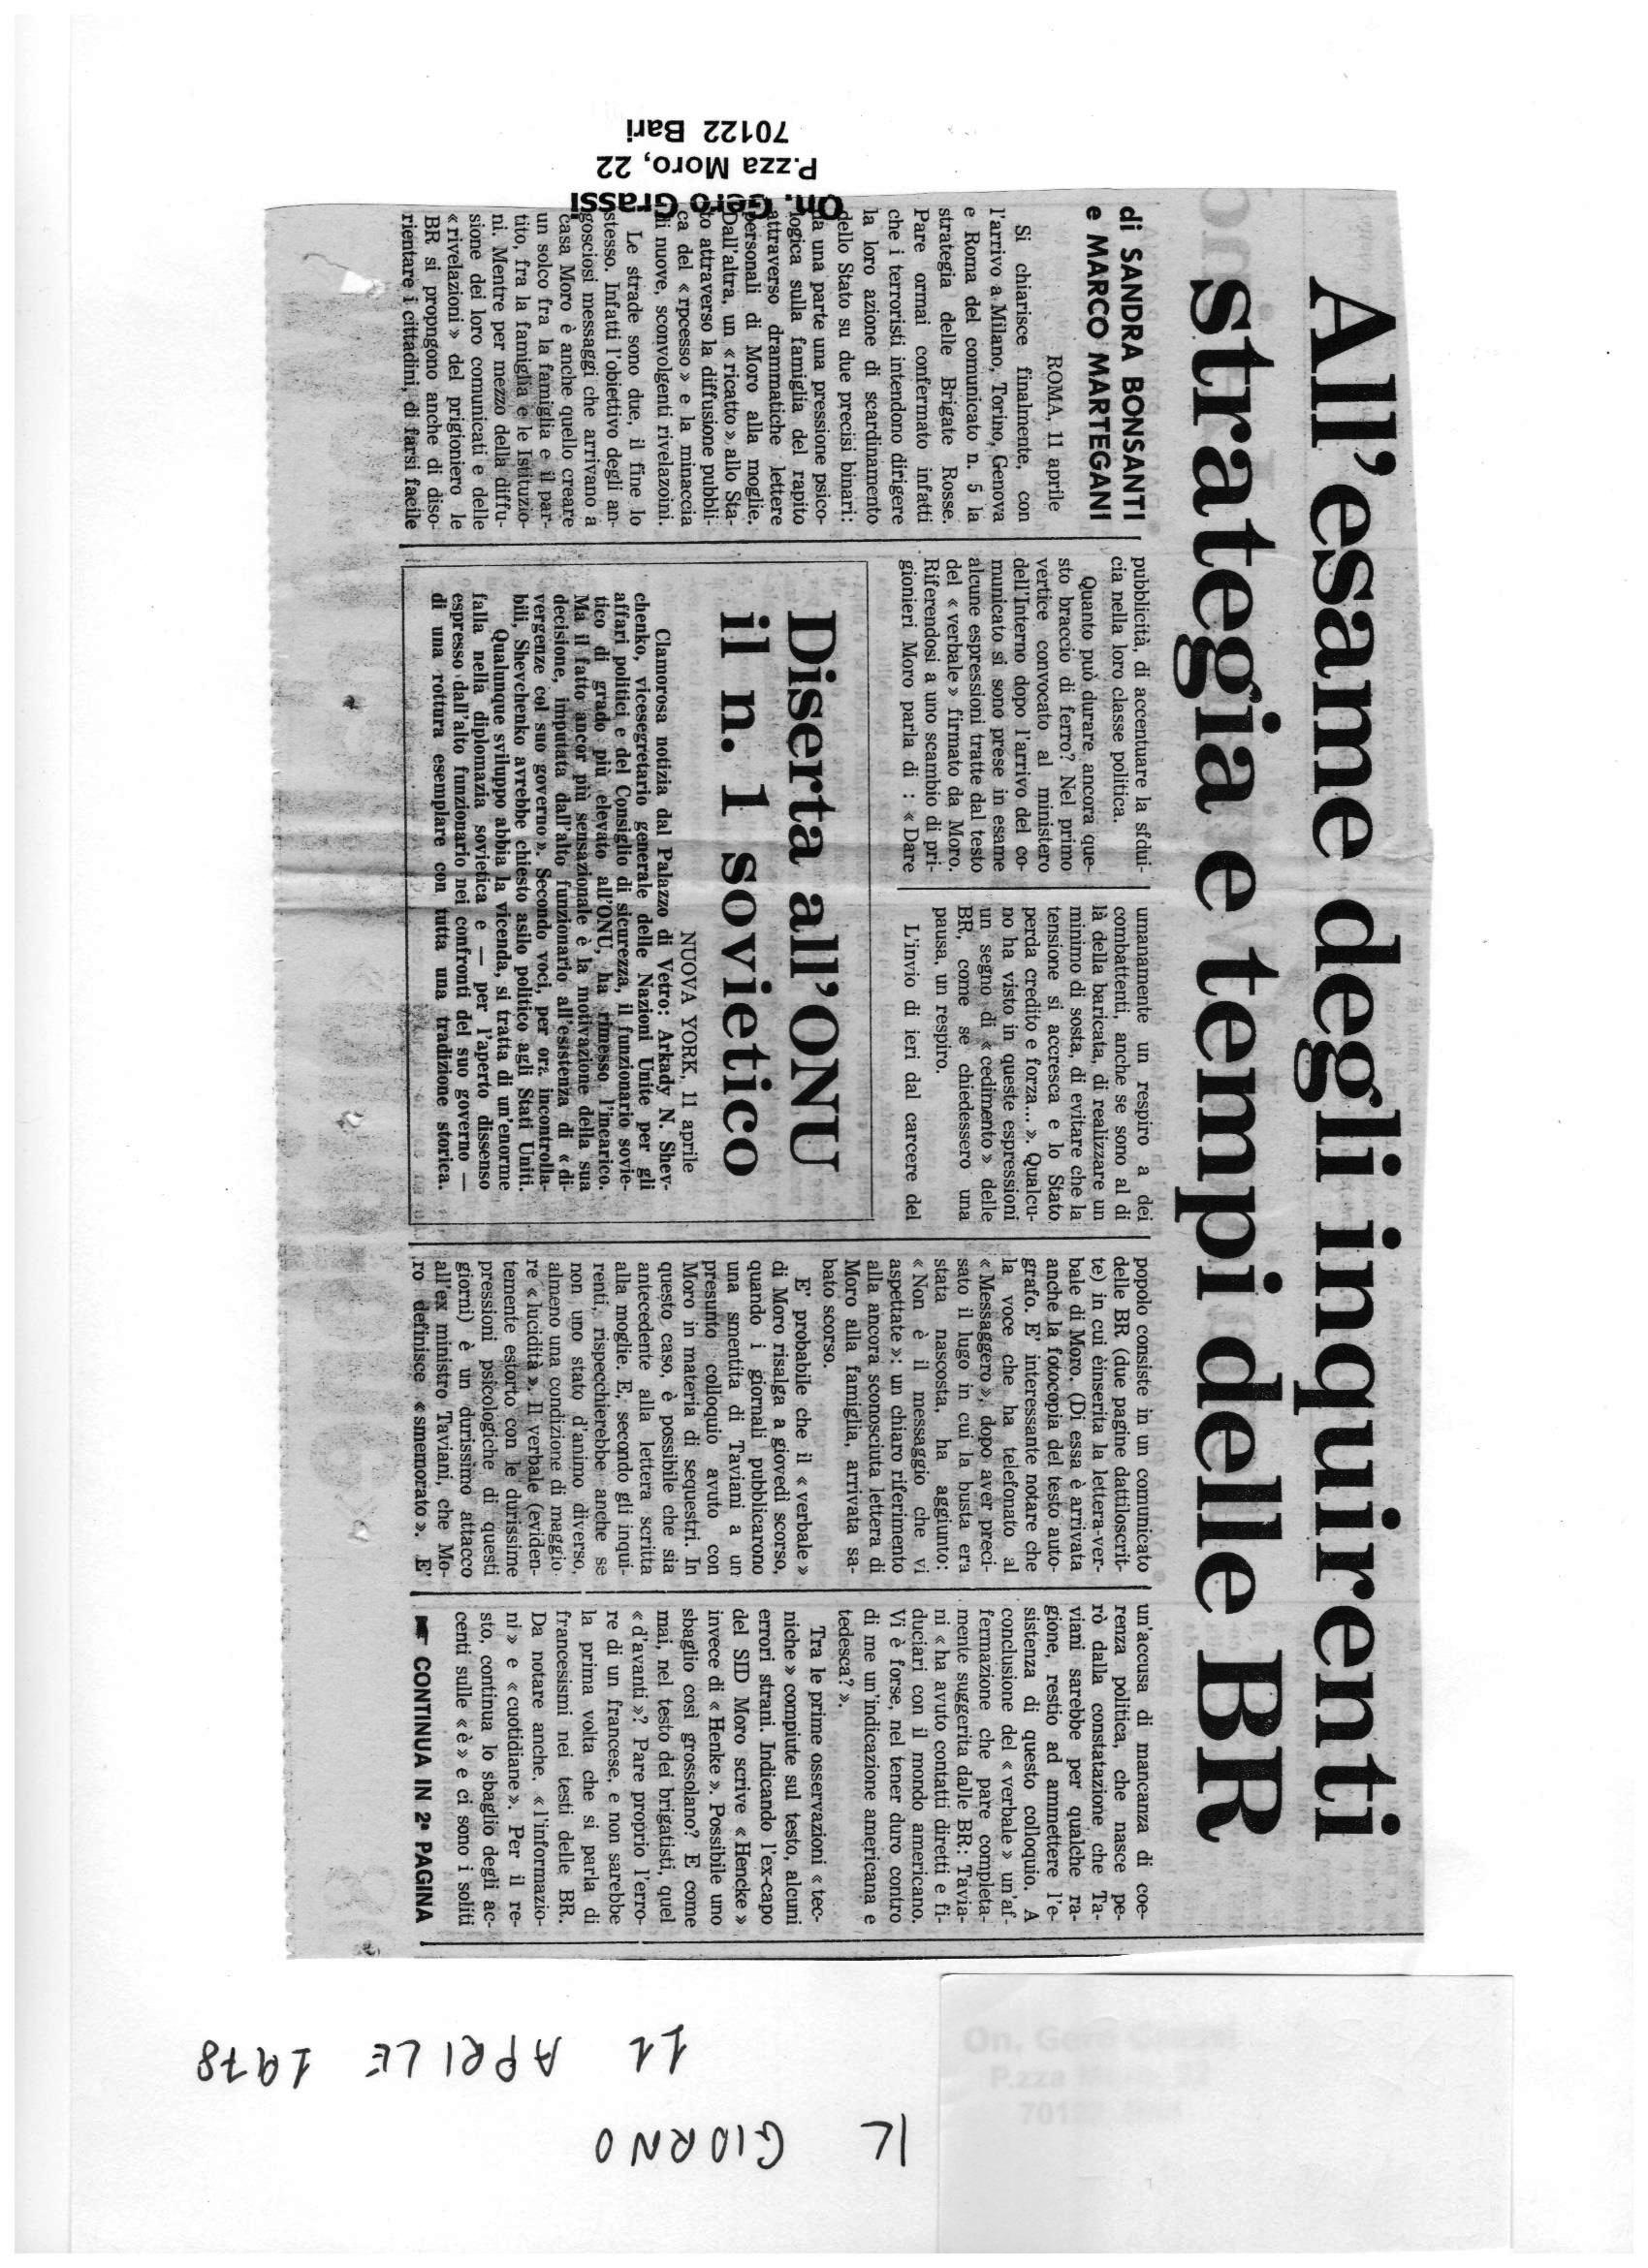 All'esame degli inquirenti
strategia e tempi delle BR
di SANDRA BONSANTI
e MARCO MARTEGANI
ROMA, 11 aprile
Si chiarisce finalmente, con
l'arrivo a Milano, Torino, Genova
e Roma del comunicato n. 5 la
strategia delle Brigate Rosse.
Pare ormai confermato infatti
che i terroristi intendono dirigere
la loro azione di scardinamento
dello Stato su due precisi binari:
da una parte una pressione psico-
logica sulla famiglia del rapito
attraverso drammatiche lettere
personali di Moro alla moglie.
Dall'altra, un « ricatto » allo Sta-
to attraverso la diffusione pubbli-
ca del « rpcesso » e la minaccia
di nuove, sconvolgenti rivelazoini.
Le strade sono due, il fine lo
stesso. Infatti l'obiettivo degli an-
gosciosi messaggi che arrivano a
casa Moro è anche quello creare
un solco fra la famiglia e il par-
tito, fra la famiglia e le Istituzio-
ni. Mentre per mezzo della diffu-
sione dei loro comunicati e delle
« rivelazioni » del prigioniero le
BR si propngono anche di diso-
rientare i cittadini, di farsi facile
pubblicità, di accentuare la sfdui-
cia nella loro classe politica.
Quanto può durare ancora que-
sto braccio di ferro? Nel primo
vertice convocato al ministero
dell'Interno dopo l'arrivo del co-
municato si sono prese in esame
alcune espressioni tratte dal testo
del « verbale » firmato da Moro.
Riferendosi a uno scambio di pri-
gionieri Moro parla di : « Dare
umanamente un respiro a dei
combattenti, anche se sono al di
là della baricata, di realizzare un
minimo di sosta, di evitare che la
tensione si accresca e lo Stato
perda credito e forza... ». Qualcu-
no ha visto in queste espressioni
un segno di « cedimento » delle
BR, come se chiedessero una
pausa, un respiro.
L'invio di ieri dal carcere del
popolo consiste in un comunicato
delle BR (due pagine dattiloscrit-
te) in cui èinserita la lettera-ver-
bale di Moro. (Di essa è arrivata
anche la fotocopia del testo auto-
grafo. E' interessante notare che
la voce che ha telefonato al
« Messaggero », dopo aver preci-
sato il lugo in cui la busta era
stata nascosta, ha aggiunto:
« Non è il messaggio che vi
aspettate »: un chiaro riferimento
alla ancora sconosciuta lettera di
Moro alla famiglia, arrivata sa-
bato scorso.
E' probabile che il « verbale »
di Moro risalga a giovedì scorso,
quando i giornali pubblicarono
una smentita di Taviani a un
presunto colloquio avuto con
Moro in materia di sequestri. In
questo caso, è possibile che sia
antecedente alla lettera scritta
alla moglie. E, secondo gli inqui-
renti, rispecchierebbe anche se
non uno stato d'animo diverso,
almeno una condizione di maggio-
re « lucidità ». Il verbale (eviden-
temente estorto con le durissime
pressioni psicologiche di questi
giorni) è un durissimo attacco
all'ex ministro Taviani, che Mo-
ro definisce « smemorato ». E'
un'accusa di mancanza di coe-
renza politica, che nasce pe-
rò dalla constatazione che Ta-
viani sarebbe per qualche ra-
gione, restio ad ammettere l'e-
sistenza di questo colloquio. A
conclusione del « verbale » un'af-
fermazione che pare completa-
mente suggerita dalle BR: Tavia-
ni « ha avuto contatti diretti e fi-
duciari con il mondo americano.
Vi è forse, nel tener duro contro
di me un'indicazione americana e
tedesca? ».
Tra le prime osservazioni « tec-
niche » compiute sul testo, alcuni
errori strani. Indicando l'ex-capo
del SID Moro scrive « Hencke »
invece di « Henke ». Possibile uno
sbaglio così grossolano? E come
mai, nel testo dei brigatisti, quel
« d'avanti »? Pare proprio l'erro-
re di un francese, e non sarebbe
la prima volta che si parla di
francesismi nei testi delle BR.
Da notare anche. « l'informazio-
ni » e « cuotidiane ». Per il re-
sto, continua lo sbaglio degli ac-
centi sulle « è » e ci sono i soliti
☛ CONTINUA IN 2ª PAGINA
Diserta all'ONU
il n. 1 sovietico
NUOVA YORK, 11 aprile
Clamorosa notizia dal Palazzo di Vetro: Arkady N. Shev-
chenko, vicesegretario generale delle Nazioni Unite per gli
affari politici e del Consiglio di sicurezza, il funzionario sovie-
tico di grado più elevato all'ONU, ha rimesso l'incarico.
Ma il fatto ancor più sensazionale è la motivazione della sua
decisione, imputata dall'alto funzionario all'esistenza di « di-
vergenze col suo governo ». Secondo voci, per ora incontrolla-
bili, Shevchenko avrebbe chiesto asilo politico agli Stati Uniti.
Qualunque sviluppo abbia la vicenda, si tratta di un'enorme
falla nella diplomazia sovietica e — per l'aperto dissenso
espresso dall'alto funzionario nei confronti del suo governo —
di una rotura esemplare con tutta una tradizione storica.
On. Gero Grassi
P.zza Moro, 22
70122 Bari
IL GIORNO
11 APRILE 1978